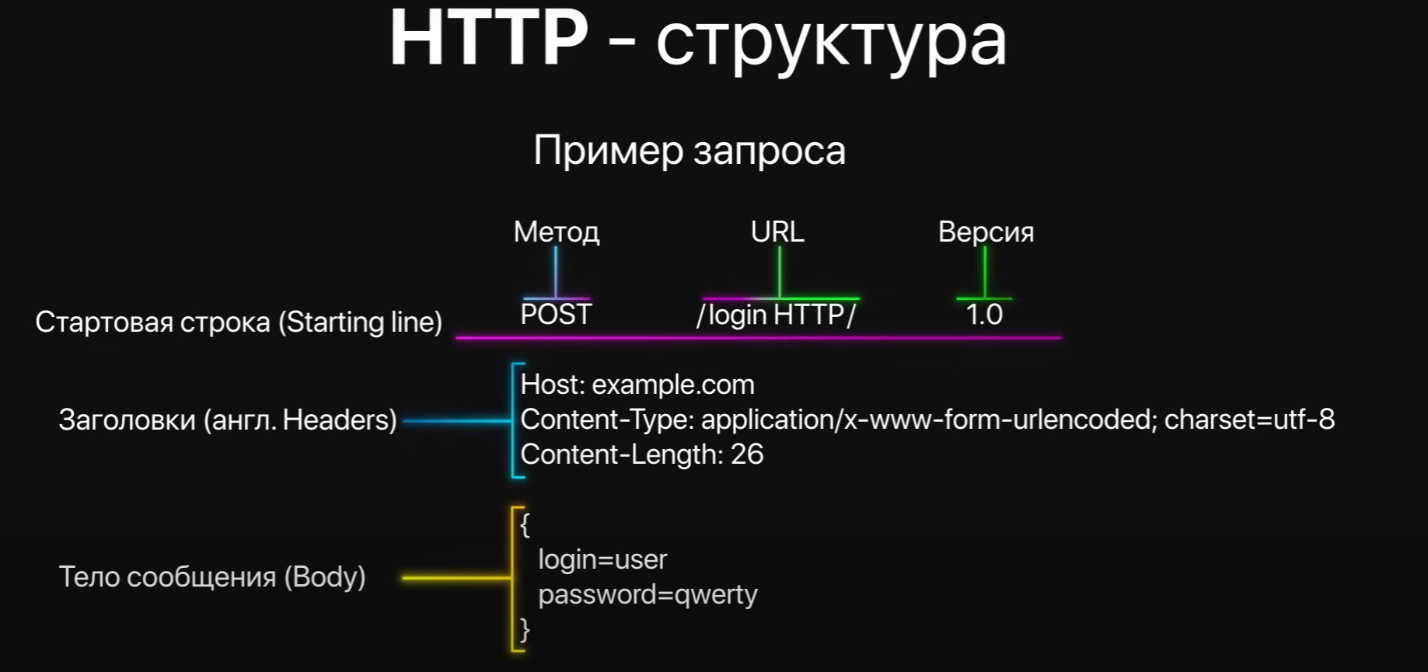 HTTP - структура
Пример запроса
Метод URL Версия
Стартовая строка (Starting line) POST /login HTTP/ 1.0
Заголовки (англ. Headers)
Host: example.com
Content-Type: application/x-www-form-urlencoded; charset=utf-8
Content-Length: 26
Тело сообщения (Body)
{
login=user
password=qwerty
}